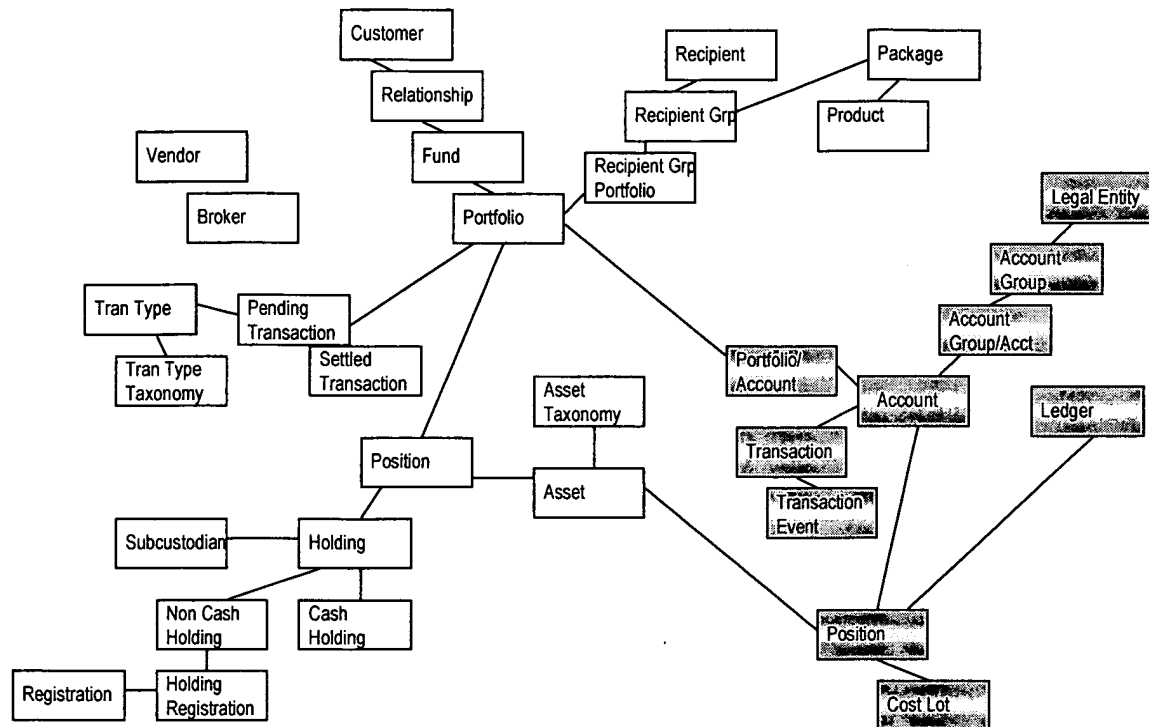 Customer
Recipient
Package
Relationship
Recipient Grp
Product
Vendor
Fund
Recipient Grp
Portfolio
Legal Entity
Broker
Portfolio
Account
Group
Tran Type
Pending
Transaction
Account
Group/Acct
Tran Type
Taxonomy
Settled
Transaction
Portfolio/
Account
Asset
Taxonomy
Account
Ledger
Position
Transaction
Asset
Transaction
Event
Subcustodian
Holding
Non Cash
Holding
Cash
Holding
Position
Registration
Holding
Registration
Cost Lot